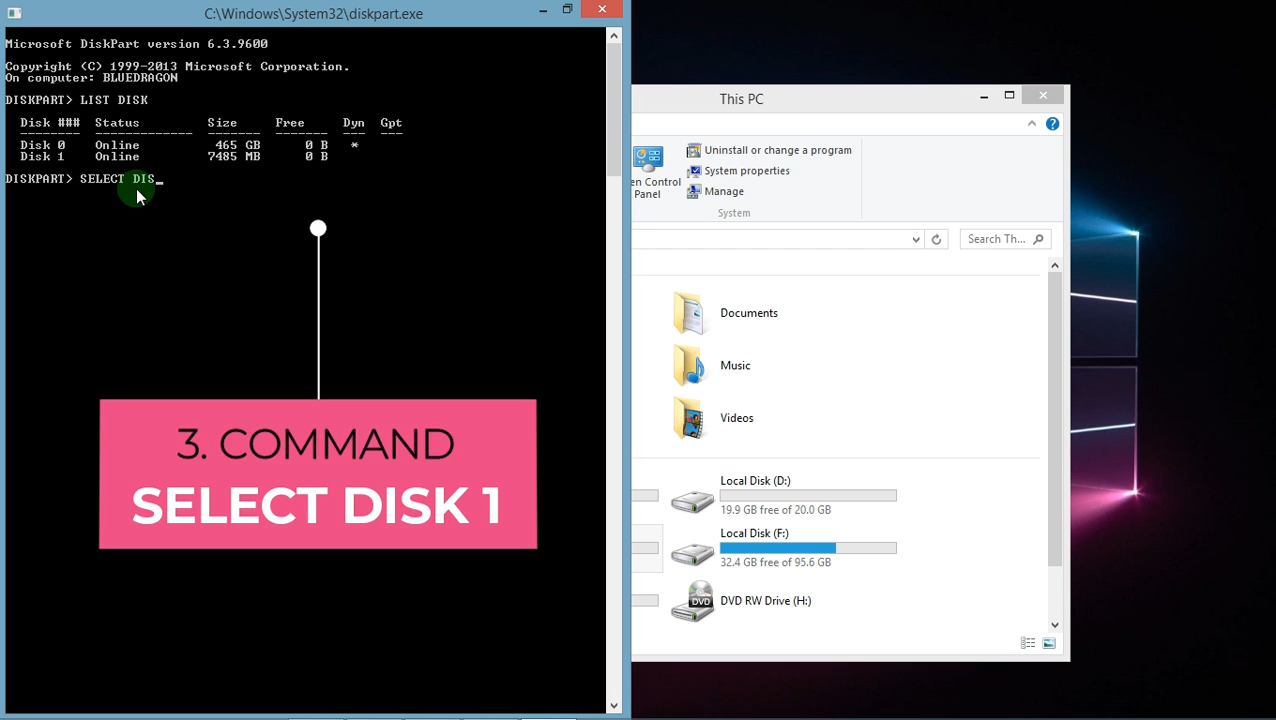 C:\Windows\System32\diskpart.exe
Microsoft DiskPart version 6.3.9600
Copyright (C) 1999-2013 Microsoft Corporation.
On computer: BLUEDRAGON
DISKPART> LIST DISK
Disk ### Status Size Free Dyn Gpt
-------- ------------- ------- ------- --- ---
Disk 0 Online 465 GB 0 B *
Disk 1 Online 7485 MB 0 B
DISKPART> SELECT DIS_
3. COMMAND
SELECT DISK 1
This PC
Uninstall or change a program
System properties
Manage
en Control
Panel
System
Search Th...
Documents
Music
Videos
Local Disk (D:)
19.9 GB free of 20.0 GB
Local Disk (F:)
32.4 GB free of 95.6 GB
DVD
DVD RW Drive (H:)